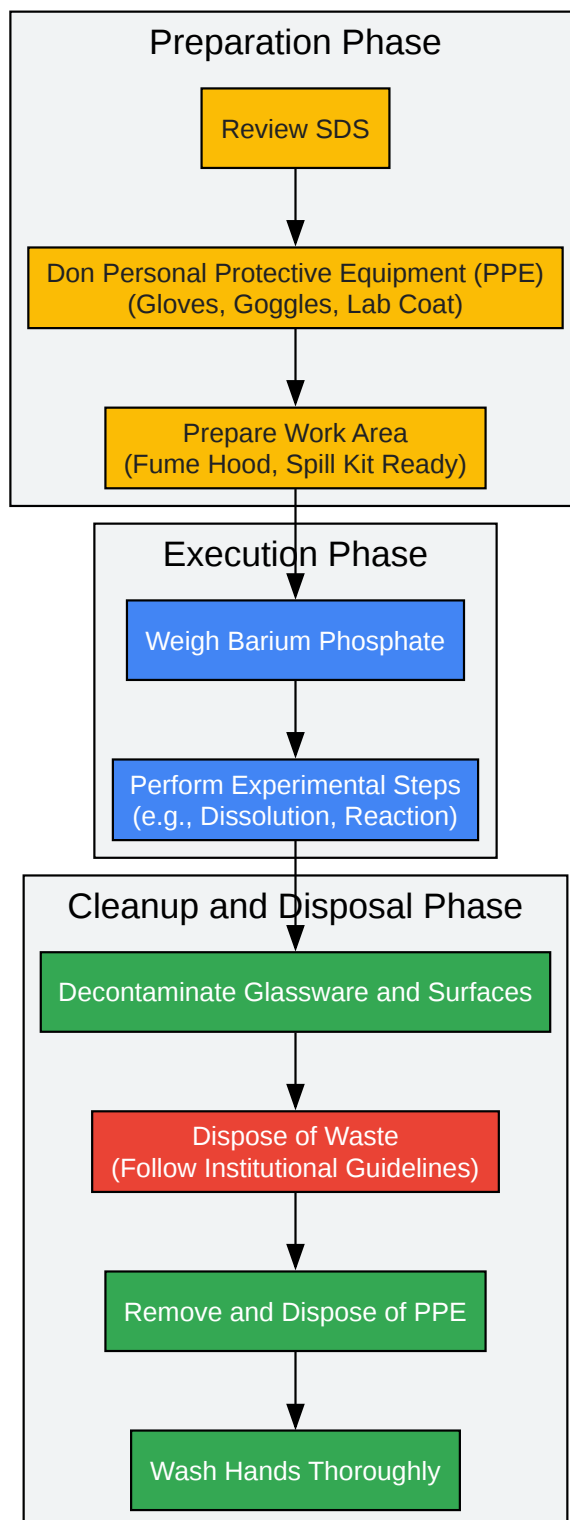 Preparation Phase
Review SDS
Don Personal Protective Equipment (PPE)
(Gloves, Goggles, Lab Coat)
Prepare Work Area
(Fume Hood, Spill Kit Ready)
Execution Phase
Weigh Barium Phosphate
Perform Experimental Steps
(e.g., Dissolution, Reaction)
Cleanup and Disposal Phase
Decontaminate Glassware and Surfaces
Dispose of Waste
(Follow Institutional Guidelines)
Remove and Dispose of PPE
Wash Hands Thoroughly